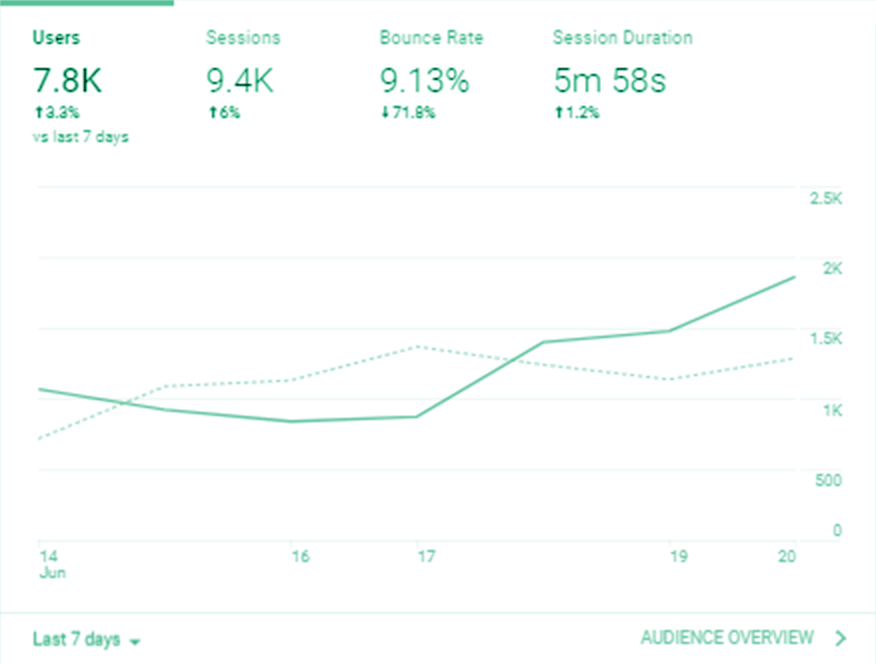 Users Sessions Bounce Rate Session Duration
7.8K 9.4K 9.13% 5m 58s
↑3.3% ↑6% ↓71.8% ↑1.2%
vs last 7 days
2.5K
2K
1.5K
1K
500
0
14 16 17 19 20
Jun
Last 7 days AUDIENCE OVERVIEW